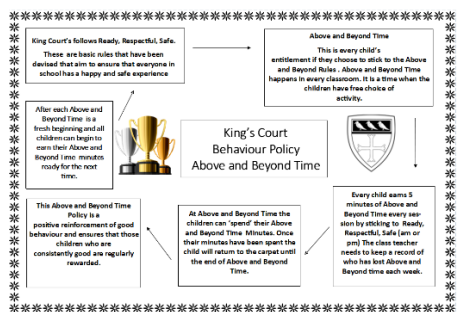 King Court's follows Ready, Respectful, Safe.
These are basic rules that have been
devised that aim to ensure that everyone in
school has a happy and safe experience
Above and Beyond Time
This is every child's
entitlement if they choose to stick to the Above
and Beyond Rules . Above and Beyond Time
happens in every classroom. It is a time when the
children have free choice of
activity.
After each Above and
Beyond Time is a
fresh beginning and all
children can begin to
earn their Above and
Beyond Time minutes
ready for the next
time.
King's Court
Behaviour Policy
Above and Beyond Time
Every child earns 5
minutes of Above and
Beyond Time every ses-
sion by sticking to Ready,
Respectful, Safe (am or
pm) The class teacher
needs to keep a record of
who has lost Above and
Beyond time each week.
At Above and Beyond Time the
children can 'spend' their Above
and Beyond Time Minutes. Once
their minutes have been spent the
child will return to the carpet until
the end of Above and Beyond
Time.
This Above and Beyond Time
Policy is a
positive reinforcement of good
behaviour and ensures that those
children who are
consistently good are regularly
rewarded.